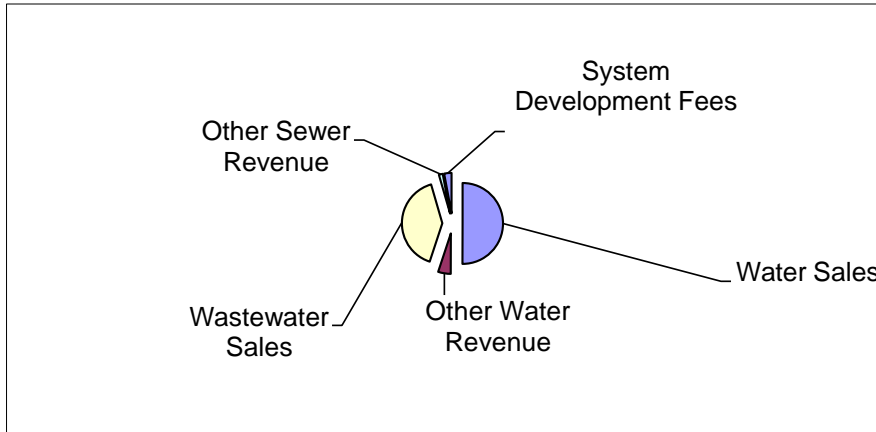 System
Development Fees
Other Sewer
Revenue
Water Sales
Other Water
Revenue
Wastewater
Sales